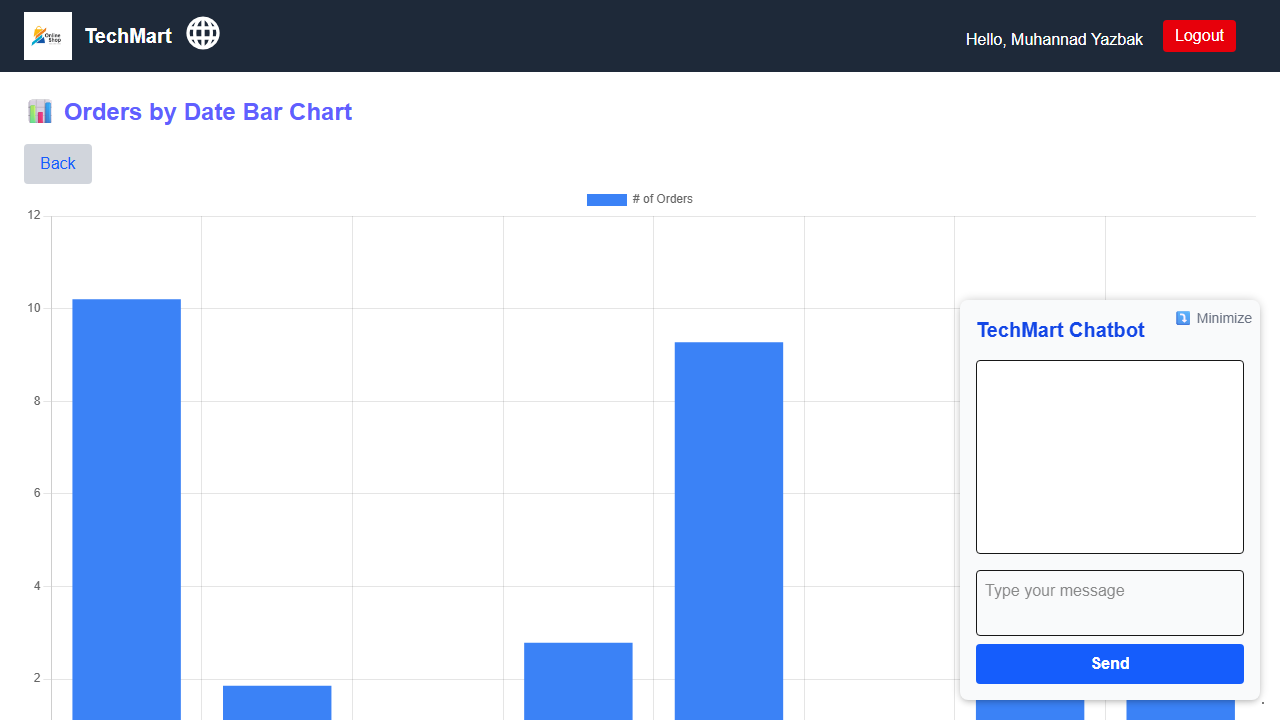 Online
Shop
TechMart
Hello, Muhannad Yazbak
Logout
Orders by Date Bar Chart
Back
# of Orders
12
10
8
6
4
2
Minimize
TechMart Chatbot
Type your message
Send